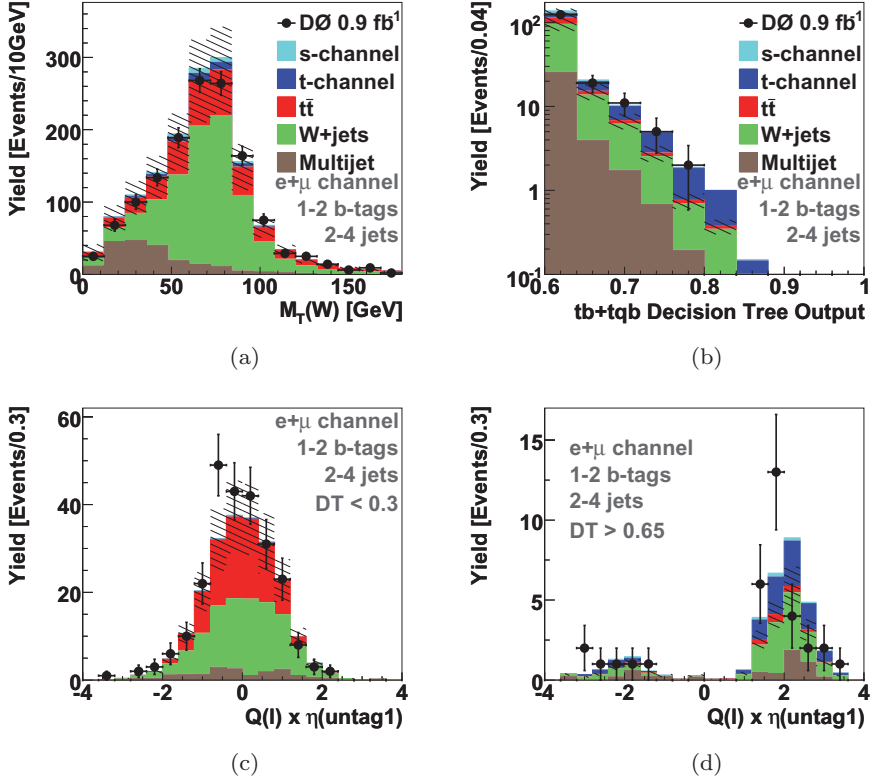 Yield [Events/10GeV]
300
200
100
0
0
50
100
150
M_T(W) [GeV]
DØ 0.9 fb⁻¹
s-channel
t-channel
tt̄
W+jets
Multijet
e+μ channel
1-2 b-tags
2-4 jets
(a)
Yield [Events/0.04]
10²
10
1
10⁻¹
0.6
0.7
0.8
0.9
1
tb+tqb Decision Tree Output
DØ 0.9 fb⁻¹
s-channel
t-channel
tt̄
W+jets
Multijet
e+μ channel
1-2 b-tags
2-4 jets
(b)
Yield [Events/0.3]
60
40
20
0
-4
-2
0
2
4
Q(l) x η(untag1)
e+μ channel
1-2 b-tags
2-4 jets
DT < 0.3
(c)
Yield [Events/0.3]
15
10
5
0
-4
-2
0
2
4
Q(l) x η(untag1)
e+μ channel
1-2 b-tags
2-4 jets
DT > 0.65
(d)